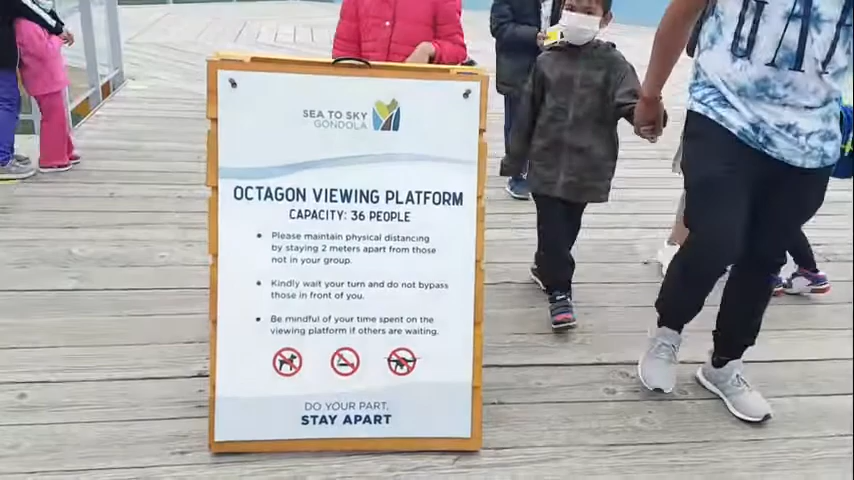 SEA TO SKY
GONDOLA
OCTAGON VIEWING PLATFORM
CAPACITY: 36 PEOPLE
• Please maintain physical distancing
by staying 2 meters apart from those
not in your group.
• Kindly wait your turn and do not bypass
those in front of you.
• Be mindful of your time spent on the
viewing platform if others are waiting.
DO YOUR PART,
STAY APART